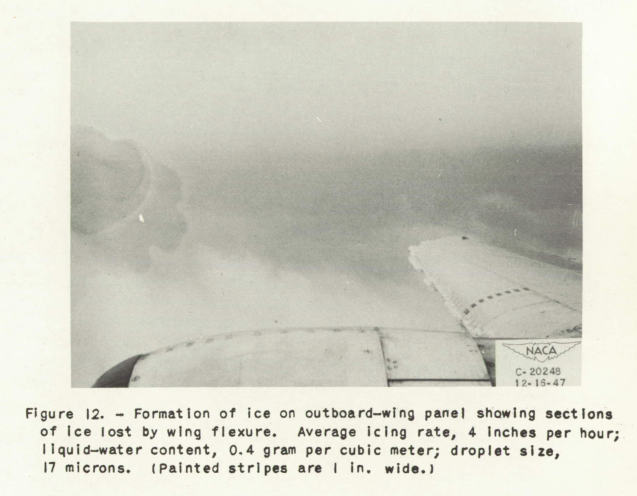 NACA
C-20248
12-16-47
Figure 12. - Formation of ice on outboard-wing panel showing sections
of ice lost by wing flexure. Average icing rate, 4 inches per hour;
liquid-water content, 0.4 gram per cubic meter; droplet size,
17 microns. (Painted stripes are 1 in. wide.)